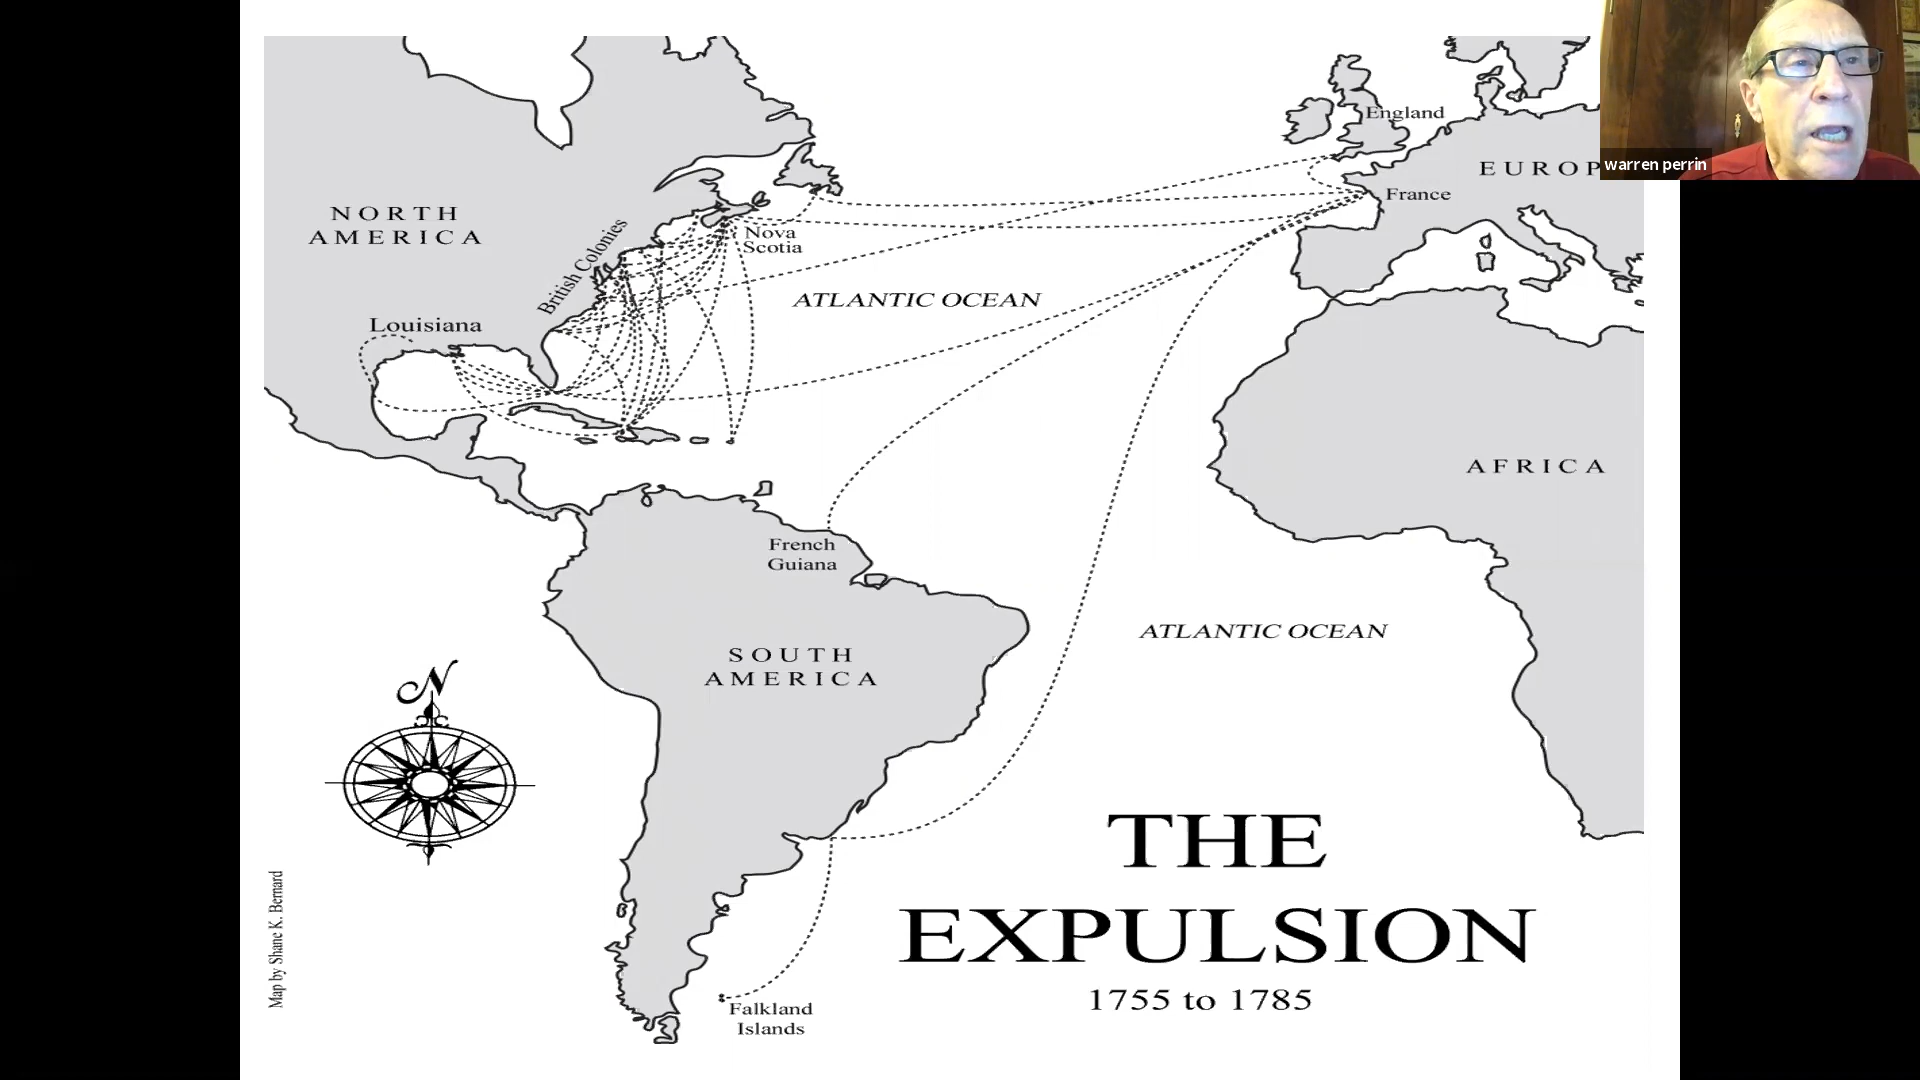 warren perrin
England
EUROP
France
NORTH
AMERICA
British Colonies
Nova
Scotia
ATLANTIC OCEAN
Louisiana
AFRICA
French
Guiana
ATLANTIC OCEAN
SOUTH
AMERICA
N
THE
EXPULSION
1755 to 1785
Falkland
Islands
Map by Shane K. Bernard